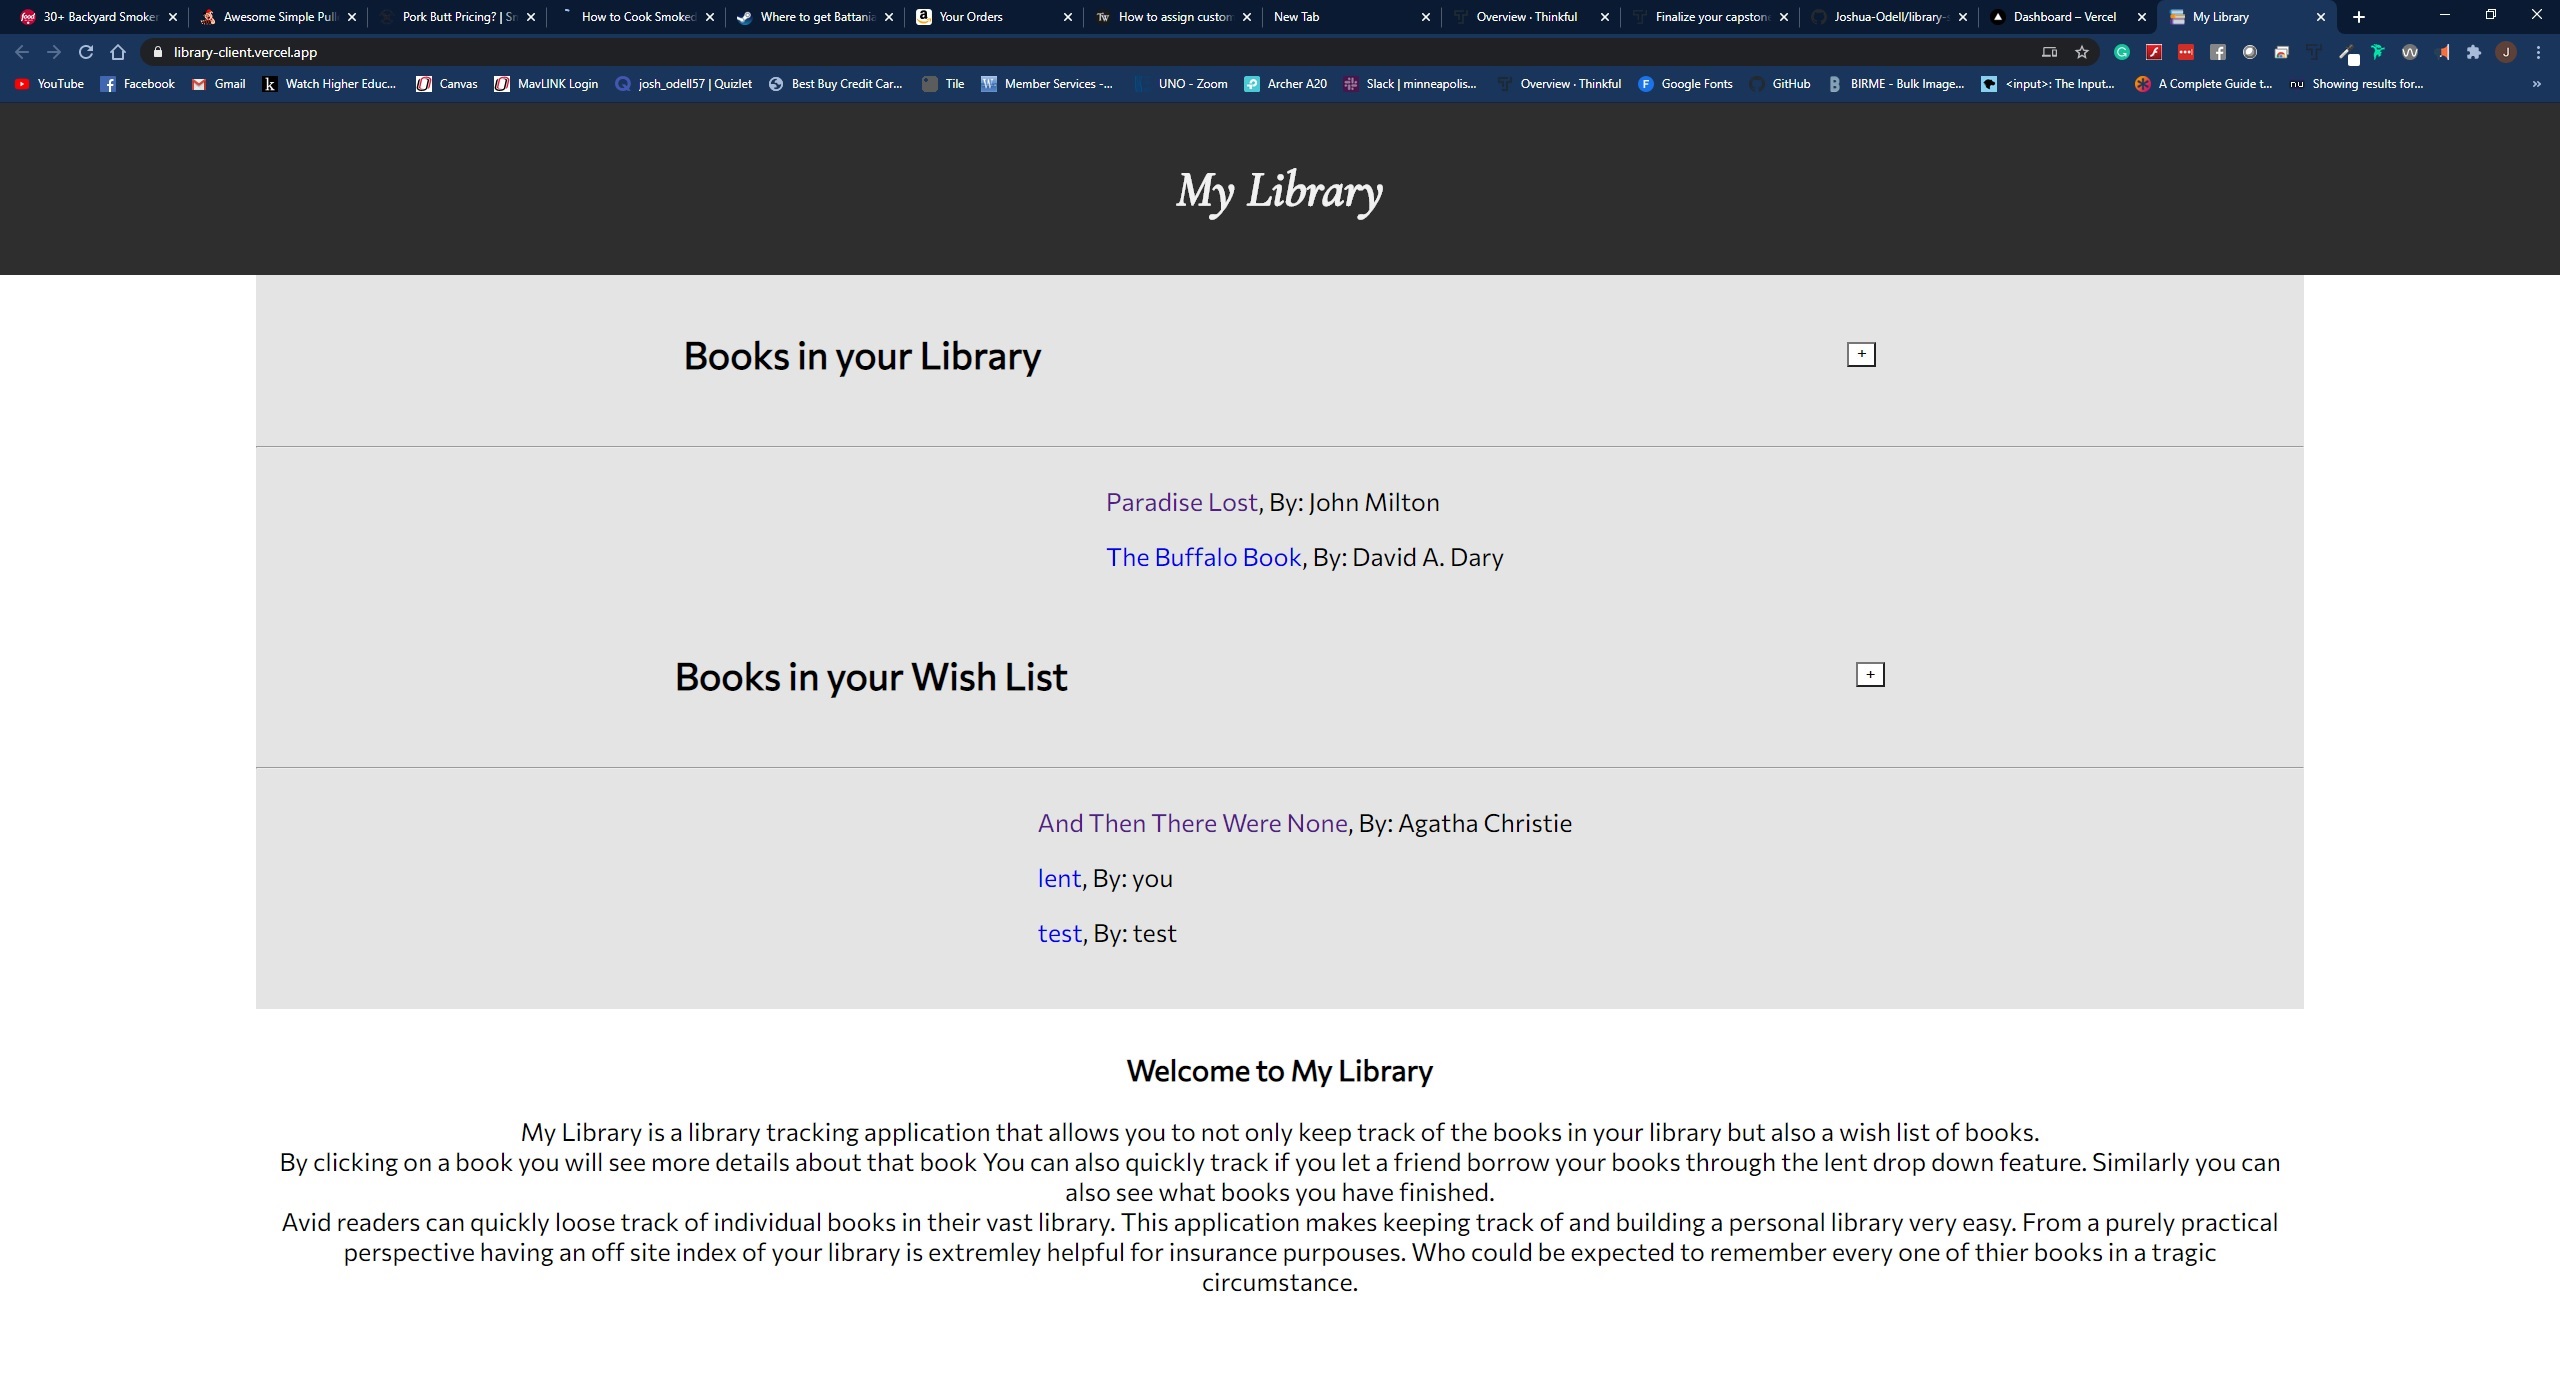 30+ Backyard Smoker
Awesome Simple Pull
Pork Butt Pricing? | Sm
How to Cook Smoked
Where to get Battania
Your Orders
How to assign custom
New Tab
Overview · Thinkful
Finalize your capstone
Joshua-Odell/library-s
Dashboard – Vercel
My Library
library-client.vercel.app
YouTube
Facebook
Gmail
Watch Higher Educ...
Canvas
MavLINK Login
josh_odell57 | Quizlet
Best Buy Credit Car...
Tile
Member Services -...
UNO - Zoom
Archer A20
Slack | minneapolis...
Overview · Thinkful
Google Fonts
GitHub
BIRME - Bulk Image...
<input>: The Input...
A Complete Guide t...
nu Showing results for...
My Library
Books in your Library
+
Paradise Lost, By: John Milton
The Buffalo Book, By: David A. Dary
Books in your Wish List
+
And Then There Were None, By: Agatha Christie
lent, By: you
test, By: test
Welcome to My Library
My Library is a library tracking application that allows you to not only keep track of the books in your library but also a wish list of books.
By clicking on a book you will see more details about that book You can also quickly track if you let a friend borrow your books through the lent drop down feature. Similarly you can
also see what books you have finished.
Avid readers can quickly loose track of individual books in their vast library. This application makes keeping track of and building a personal library very easy. From a purely practical
perspective having an off site index of your library is extremley helpful for insurance purpouses. Who could be expected to remember every one of thier books in a tragic
circumstance.